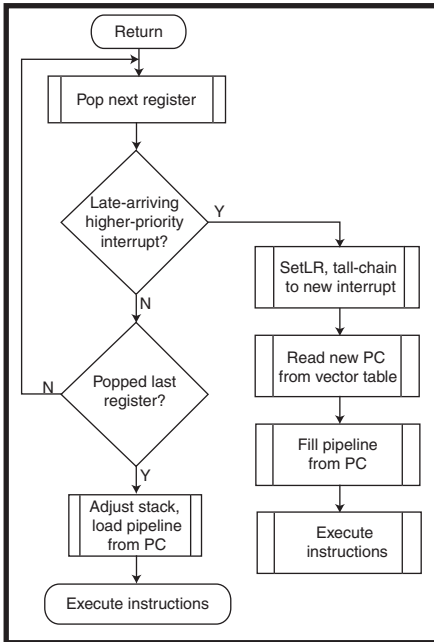 Return
Pop next register
Late-arriving
higher-priority
interrupt?
Y
N
SetLR, tall-chain
to new interrupt
Read new PC
from vector table
Popped last
register?
N
Y
Fill pipeline
from PC
Adjust stack,
load pipeline
from PC
Execute
instructions
Execute instructions